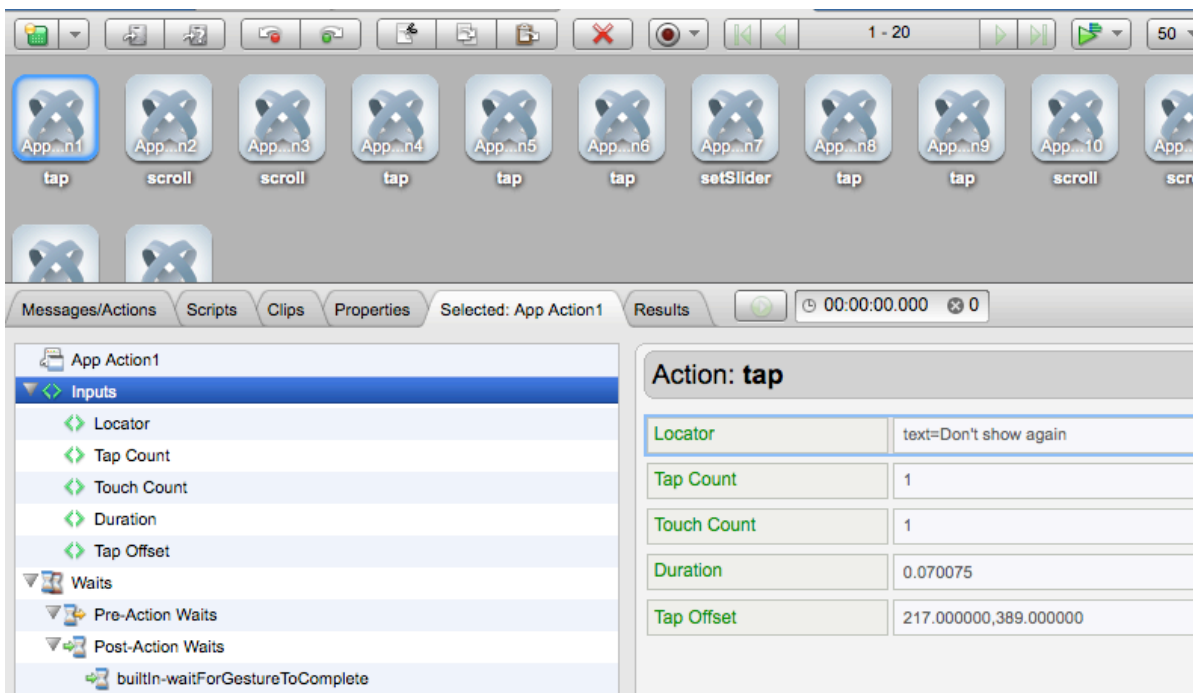 1 - 20
50
App...n1
App...n2
App...n3
App...n4
App...n5
App...n6
App...n7
App...n8
App...n9
App...10
App...
tap
scroll
scroll
tap
tap
tap
setSlider
tap
tap
scroll
scr
Messages/Actions
Scripts
Clips
Properties
Selected: App Action1
Results
00:00:00.000
0
App Action1
Inputs
Locator
Tap Count
Touch Count
Duration
Tap Offset
Waits
Pre-Action Waits
Post-Action Waits
builtIn-waitForGestureToComplete
Action: tap
Locator text=Don't show again
Tap Count 1
Touch Count 1
Duration 0.070075
Tap Offset 217.000000,389.000000